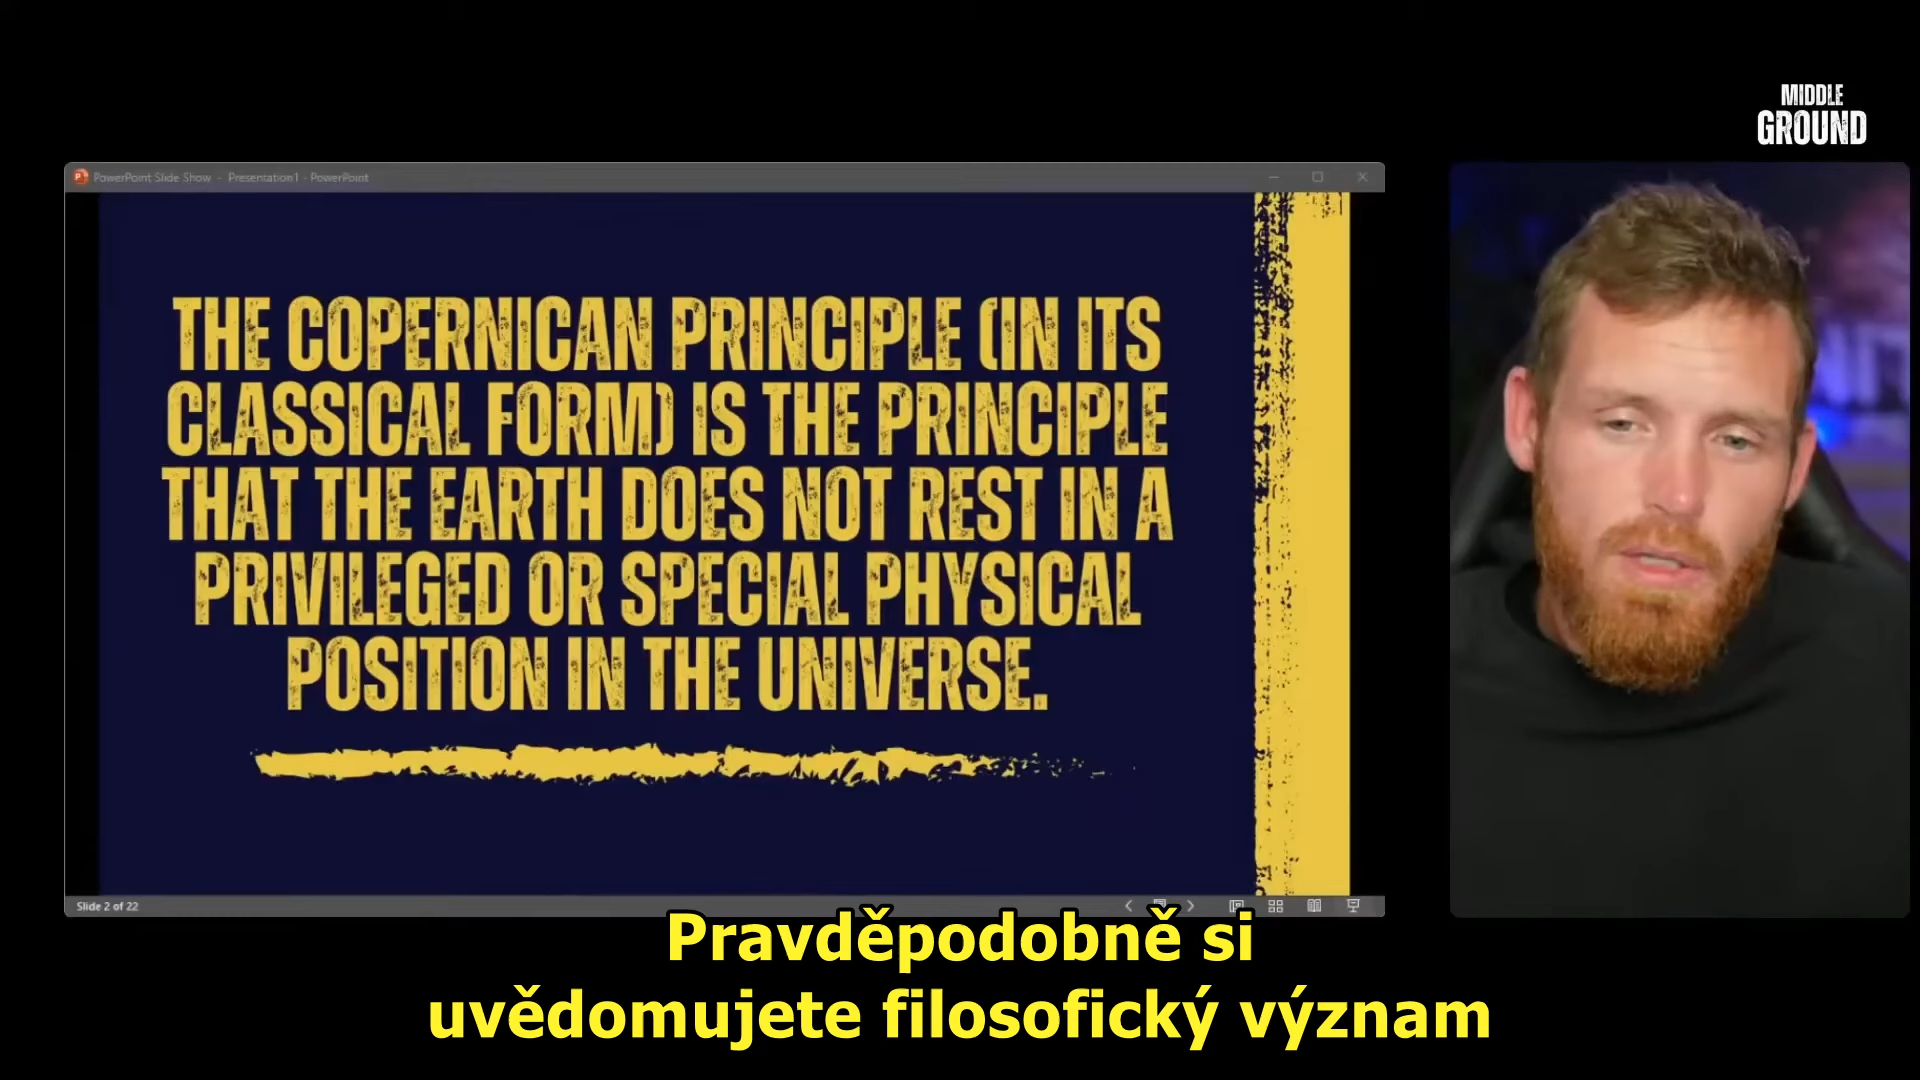 MIDDLE
GROUND
PowerPoint Slide Show - Presentation1 - PowerPoint
THE COPERNICAN PRINCIPLE (IN ITS
CLASSICAL FORM) IS THE PRINCIPLE
THAT THE EARTH DOES NOT REST IN A
PRIVILEGED OR SPECIAL PHYSICAL
POSITION IN THE UNIVERSE.
Slide 2 of 22
Pravděpodobně si
uvědomujete filosofický význam